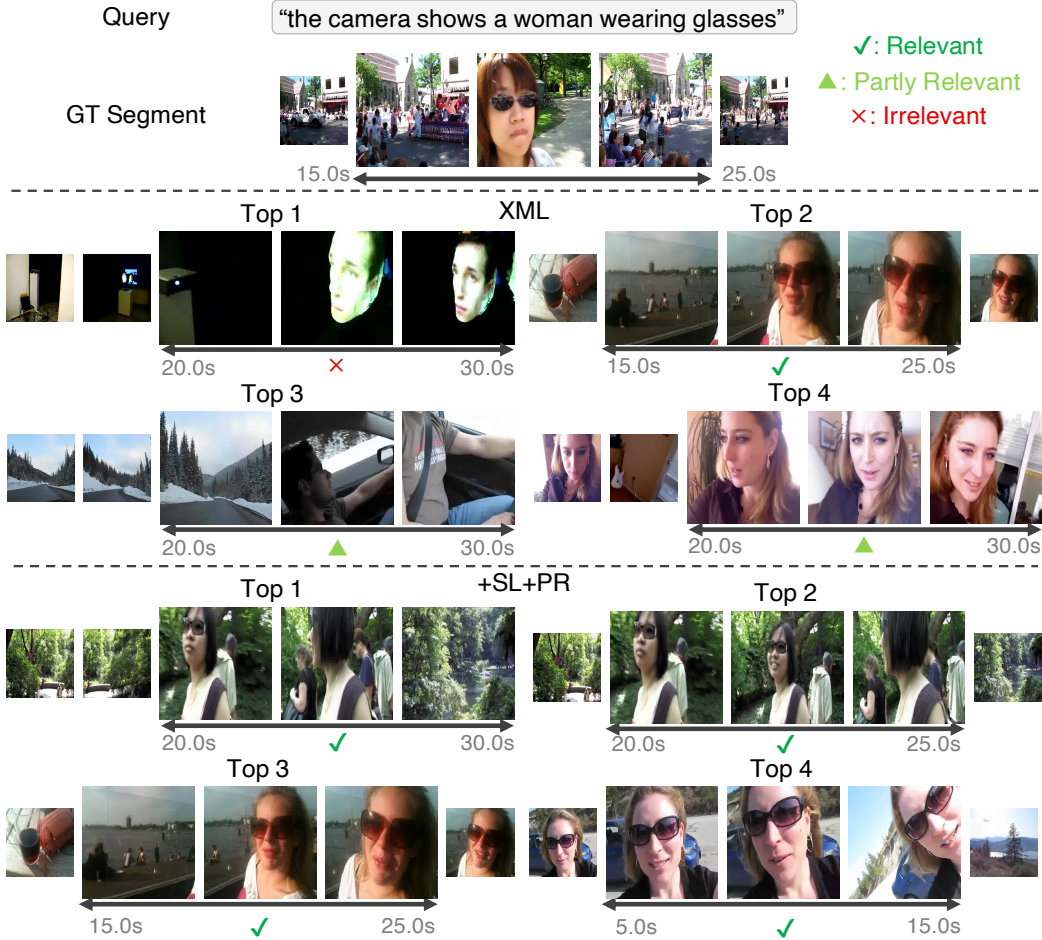 Query
“the camera shows a woman wearing glasses”
✓: Relevant
▲: Partly Relevant
×: Irrelevant
GT Segment
15.0s 25.0s
XML
Top 1 Top 2
20.0s × 30.0s 15.0s ✓ 25.0s
Top 3 Top 4
20.0s ▲ 30.0s 20.0s ▲ 30.0s
+SL+PR
Top 1 Top 2
20.0s ✓ 30.0s 20.0s ✓ 25.0s
Top 3 Top 4
15.0s ✓ 25.0s 5.0s ✓ 15.0s